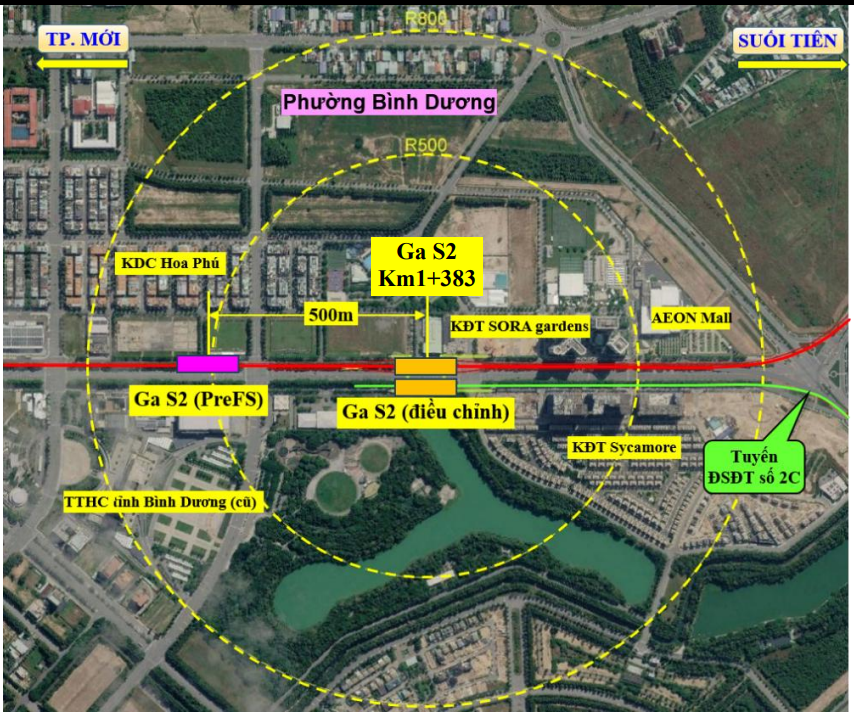 R800
TP. MỚI
SUỐI TIÊN
Phường Bình Dương
R500
Ga S2
Km1+383
KDC Hoa Phú
500m
KĐT SORA gardens
AEON Mall
Ga S2 (PreFS)
Ga S2 (điều chỉnh)
KĐT Sycamore
Tuyến
ĐSĐT số 2C
TTHC tỉnh Bình Dương (cũ)